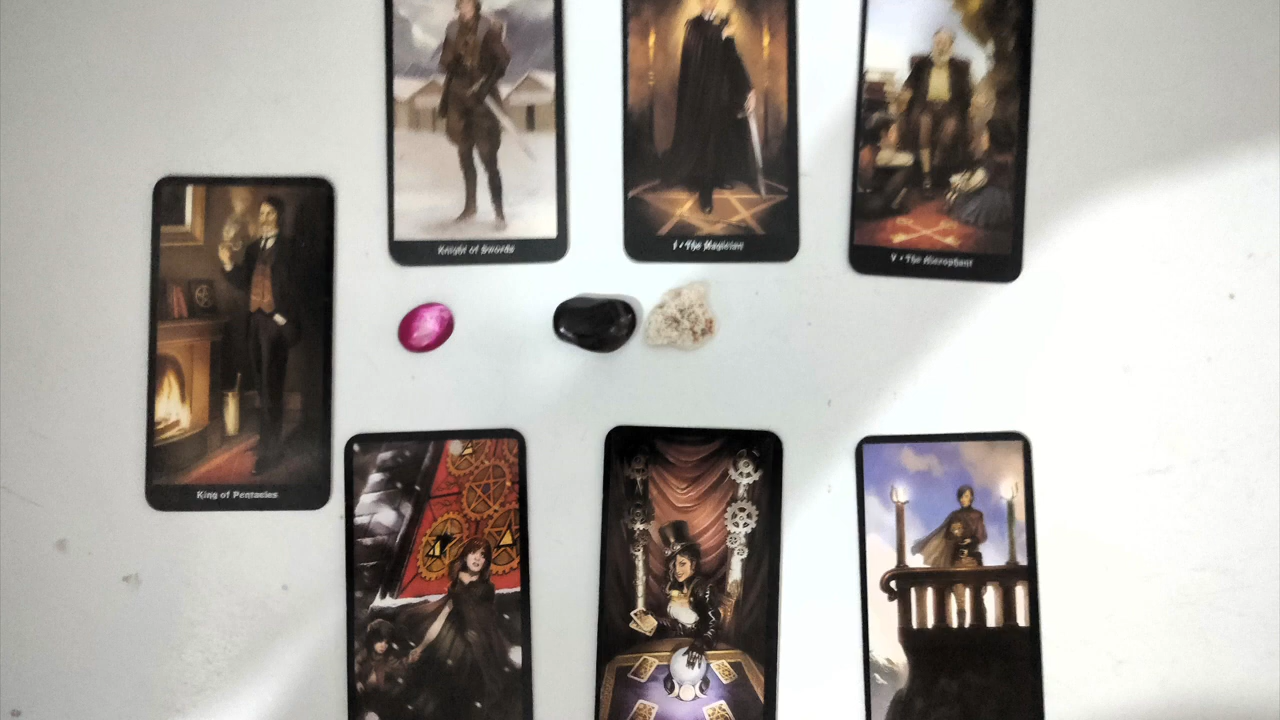 Knight of Swords
I • The Magician
V • The Hierophant
King of Pentacles